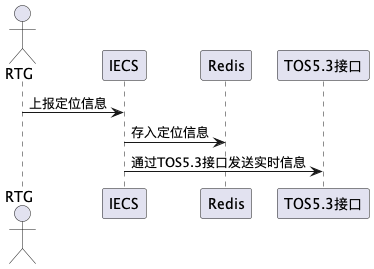 RTG
IECS
Redis
TOS5.3接口
上报定位信息
存入定位信息
通过TOS5.3接口发送实时信息
RTG
IECS
Redis
TOS5.3接口